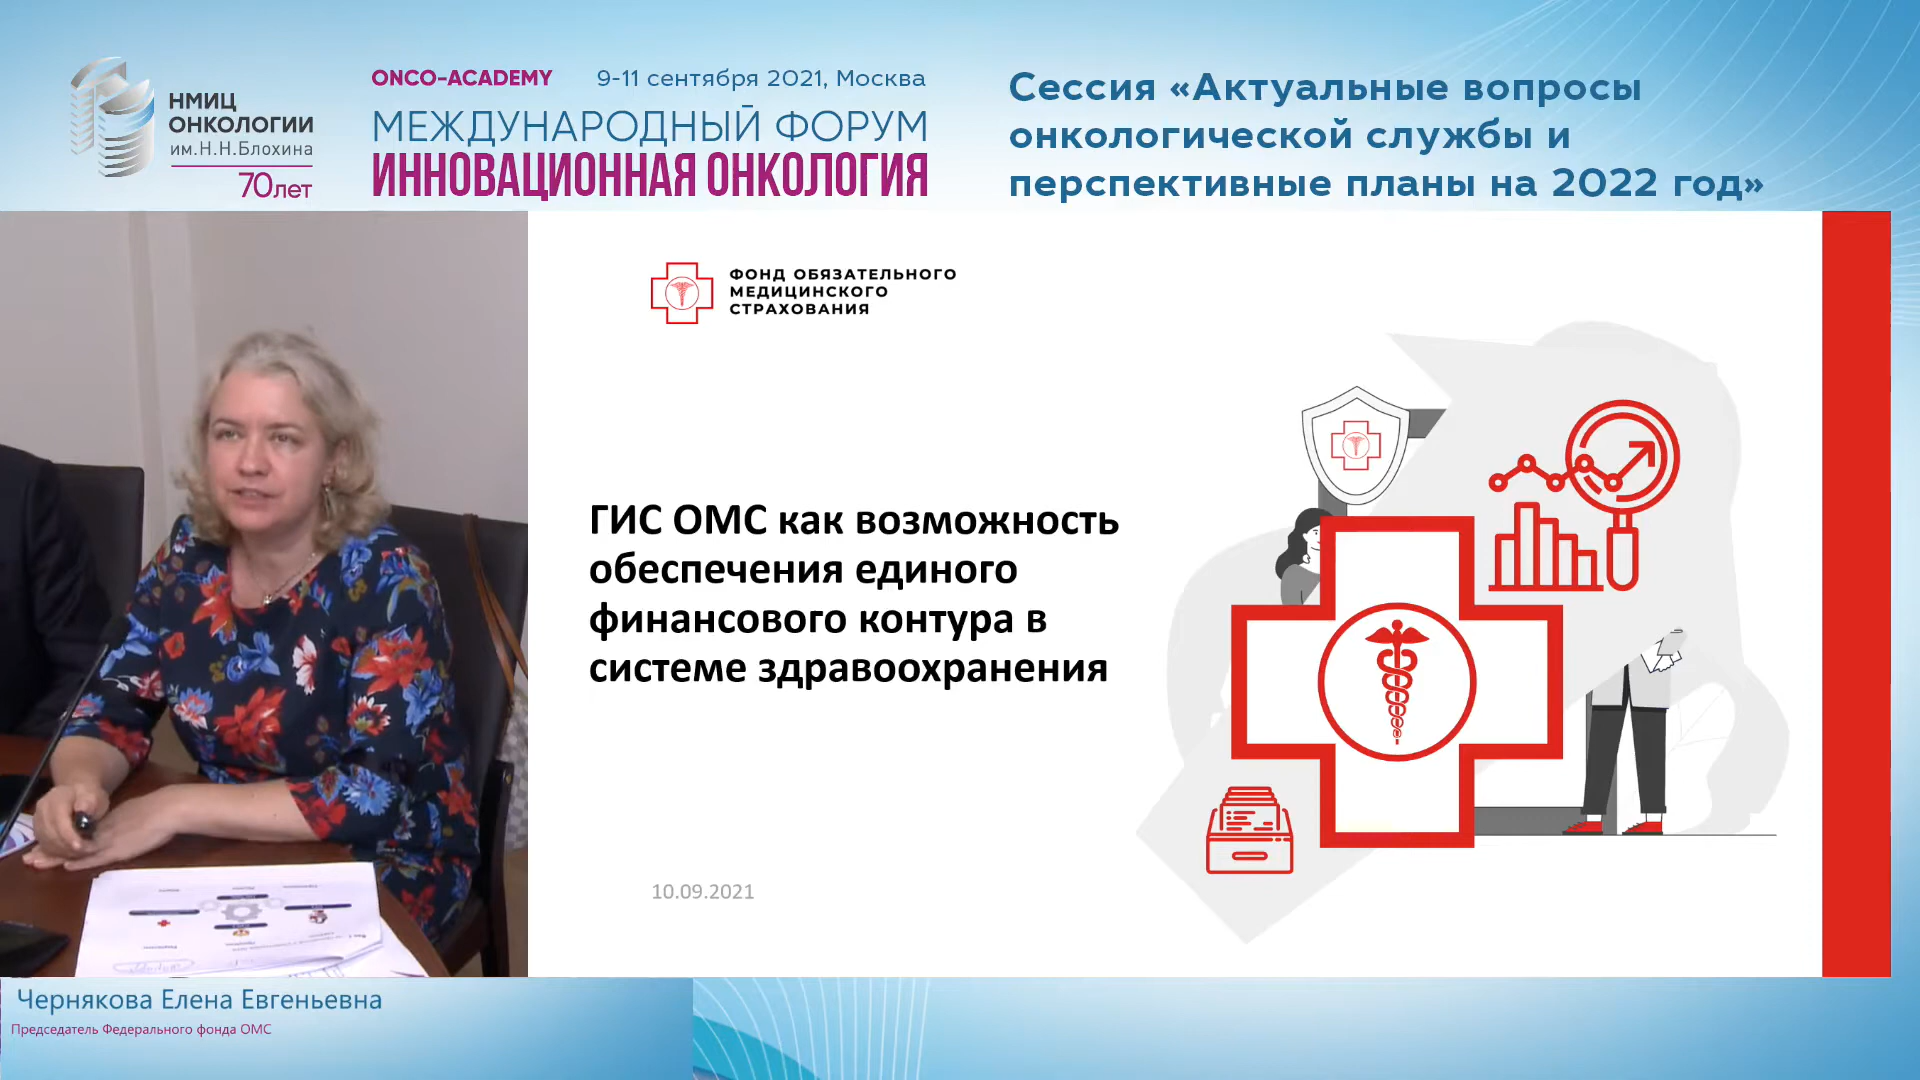 НМИЦ
ОНКОЛОГИИ
им.Н.Н.Блохина
70лет
ONCO-ACADEMY 9-11 сентября 2021, Москва
МЕЖДУНАРОДНЫЙ ФОРУМ
ИННОВАЦИОННАЯ ОНКОЛОГИЯ
Сессия «Актуальные вопросы
онкологической службы и
перспективные планы на 2022 год»
ФОНД ОБЯЗАТЕЛЬНОГО
МЕДИЦИНСКОГО
СТРАХОВАНИЯ
ГИС ОМС как возможность
обеспечения единого
финансового контура в
системе здравоохранения
10.09.2021
Чернякова Елена Евгеньевна
Председатель Федерального фонда ОМС